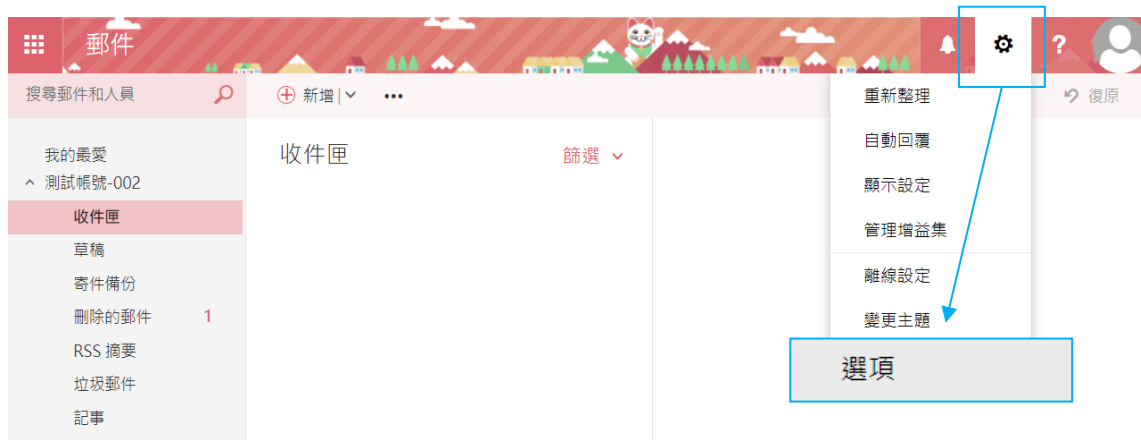 郵件
?
搜尋郵件和人員
新增
•••
復原
我的最愛
測試帳號-002
收件匣
草稿
寄件備份
刪除的郵件 1
RSS 摘要
垃圾郵件
記事
收件匣 篩選
重新整理
自動回覆
顯示設定
管理增益集
離線設定
變更主題
選項